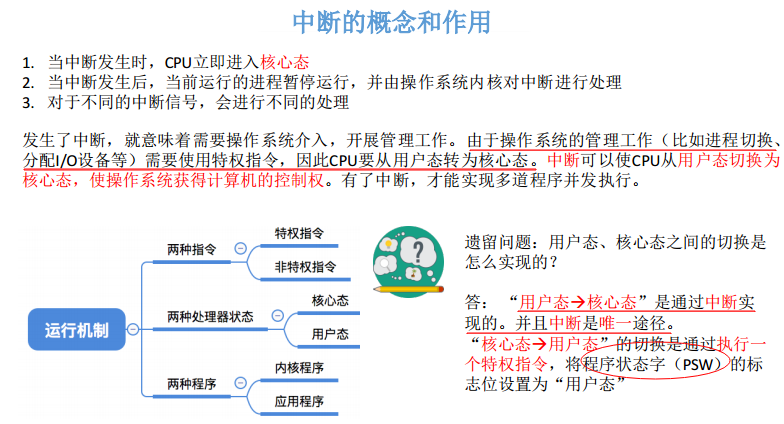 中断的概念和作用
1. 当中断发生时，CPU立即进入核心态
2. 当中断发生后，当前运行的进程暂停运行，并由操作系统内核对中断进行处理
3. 对于不同的中断信号，会进行不同的处理
发生了中断，就意味着需要操作系统介入，开展管理工作。由于操作系统的管理工作（比如进程切换、
分配I/O设备等）需要使用特权指令，因此CPU要从用户态转为核心态。中断可以使CPU从用户态切换为
核心态，使操作系统获得计算机的控制权。有了中断，才能实现多道程序并发执行。
运行机制
两种指令
特权指令
非特权指令
两种处理器状态
核心态
用户态
两种程序
内核程序
应用程序
?
遗留问题：用户态、核心态之间的切换是
怎么实现的？
答： “用户态→核心态”是通过中断实
现的。并且中断是唯一途径。
“核心态→用户态”的切换是通过执行一
个特权指令，将程序状态字（PSW）的标
志位设置为“用户态”